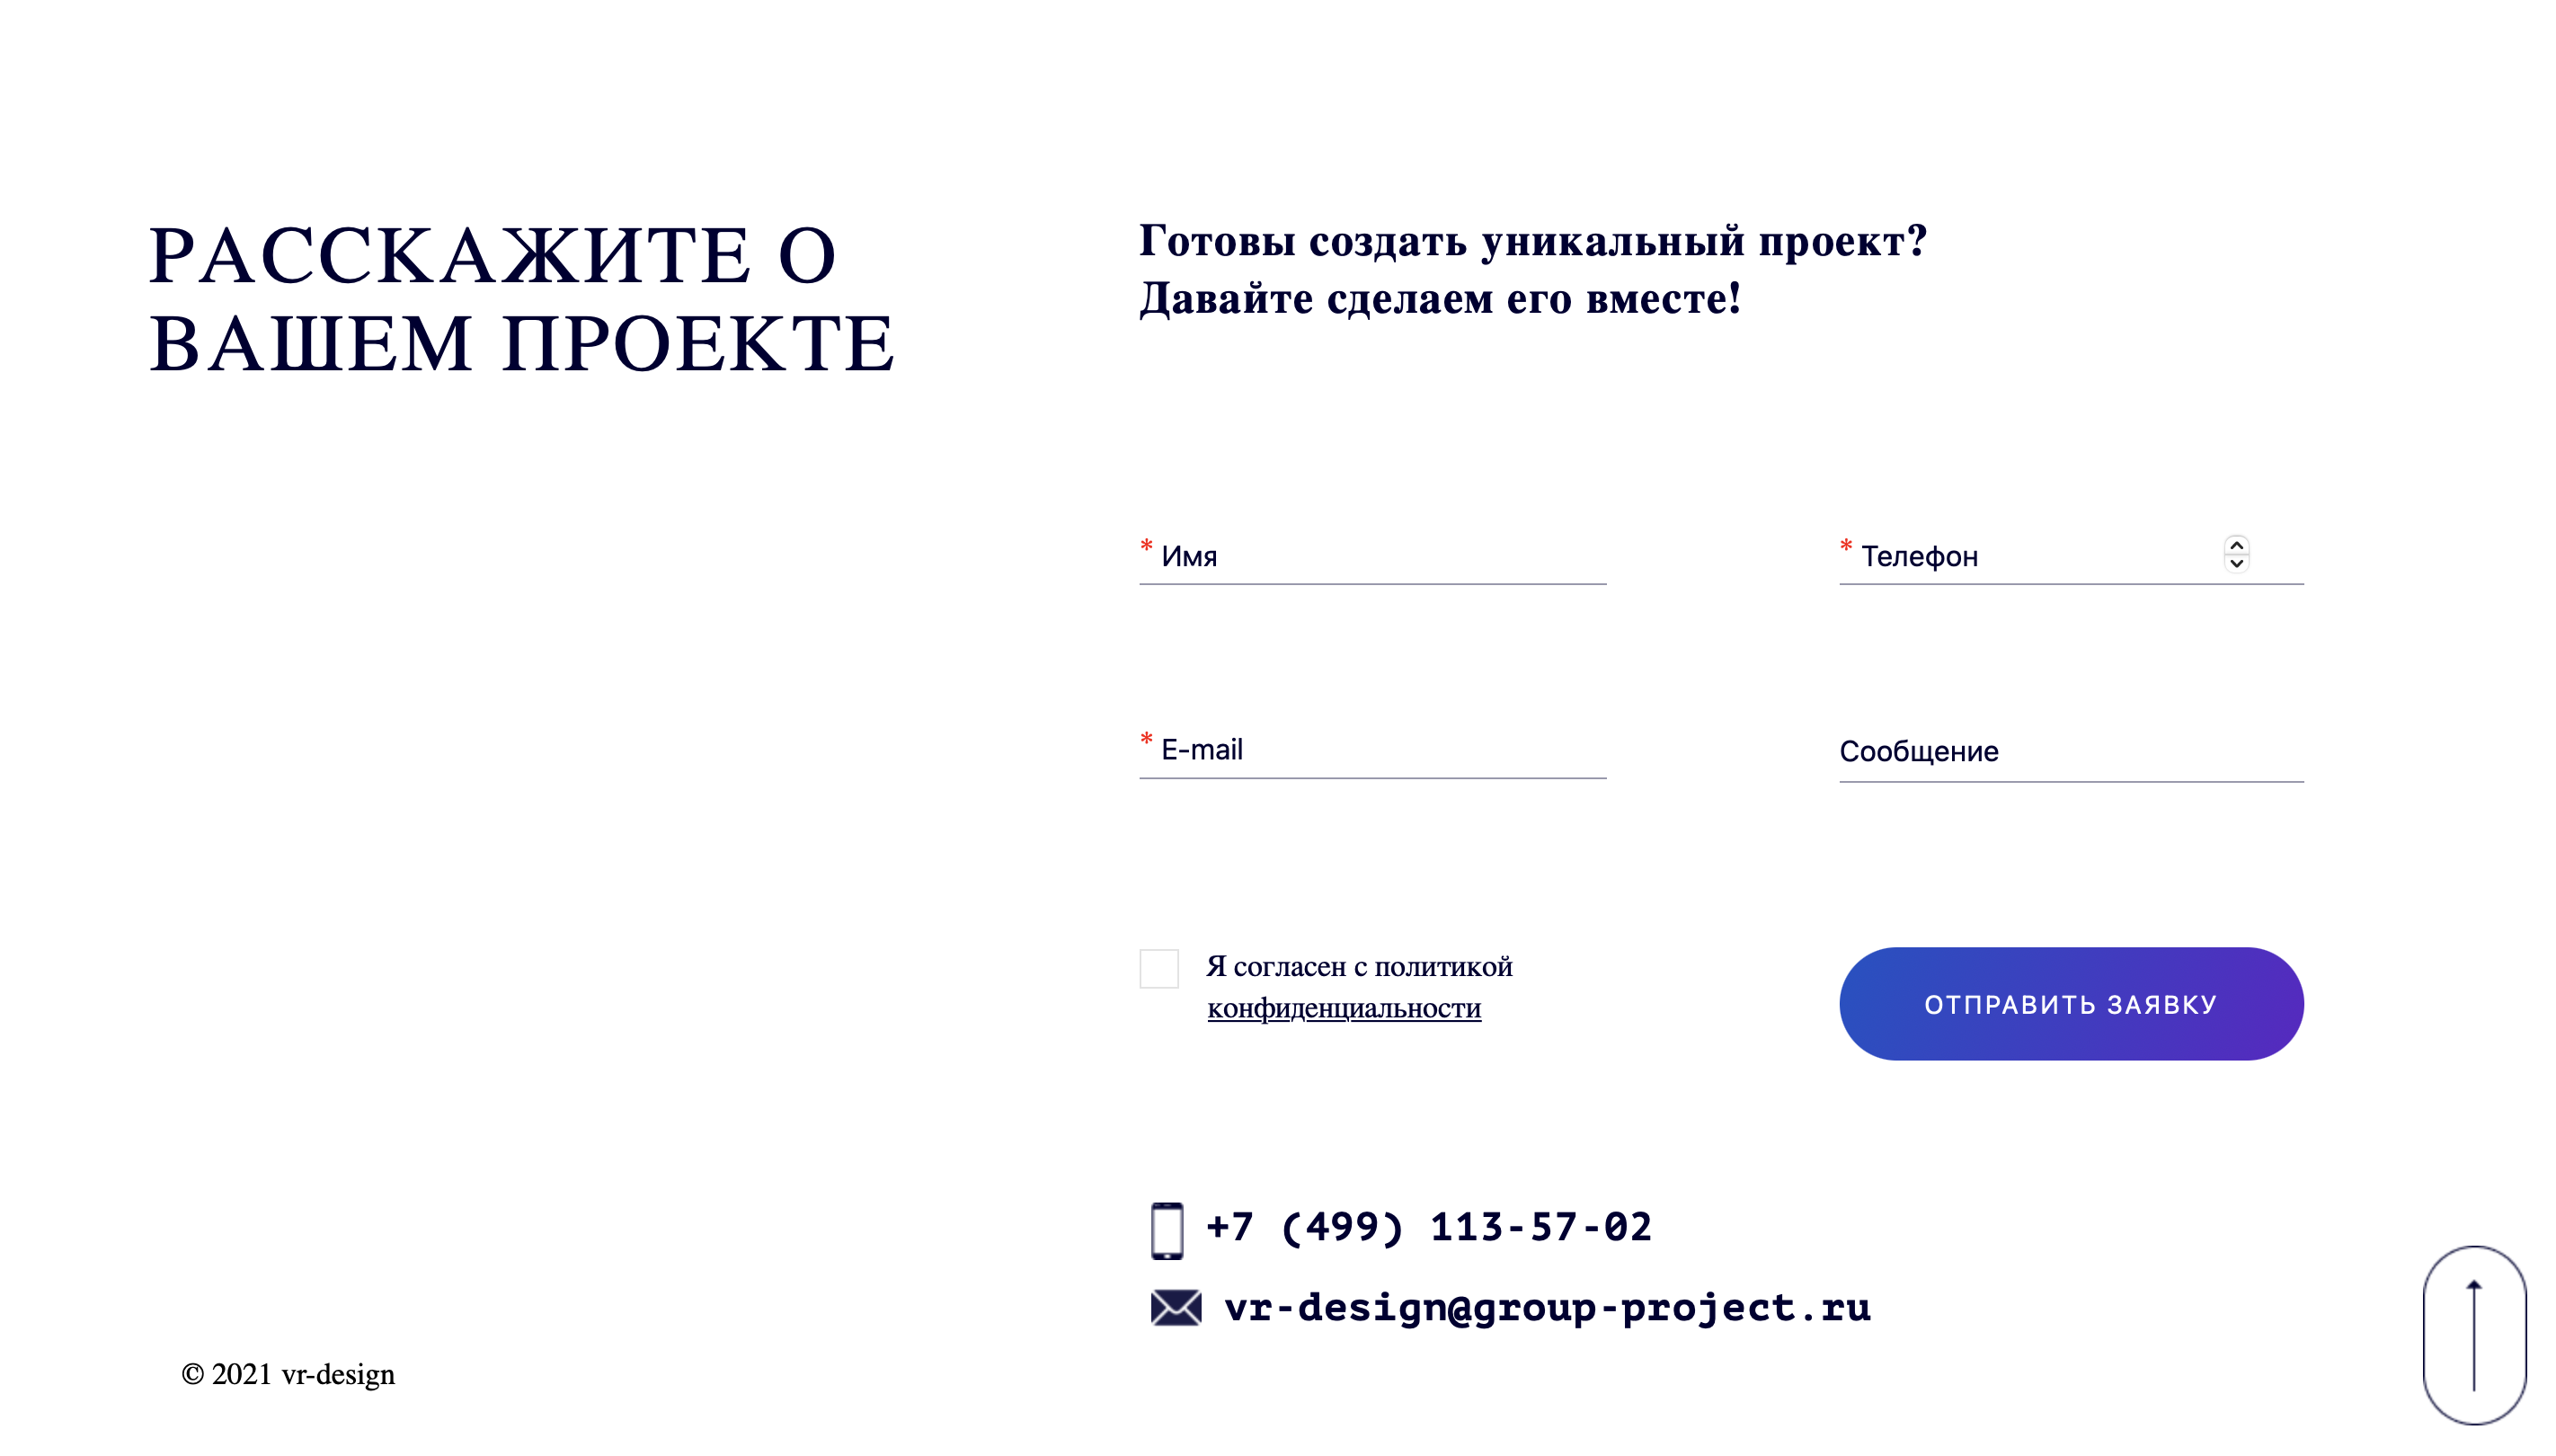 РАССКАЖИТЕ О
ВАШЕМ ПРОЕКТЕ
Готовы создать уникальный проект?
Давайте сделаем его вместе!
* Имя
* Телефон
* E-mail
Сообщение
Я согласен с политикой
конфиденциальности
ОТПРАВИТЬ ЗАЯВКУ
+7 (499) 113-57-02
vr-design@group-project.ru
© 2021 vr-design